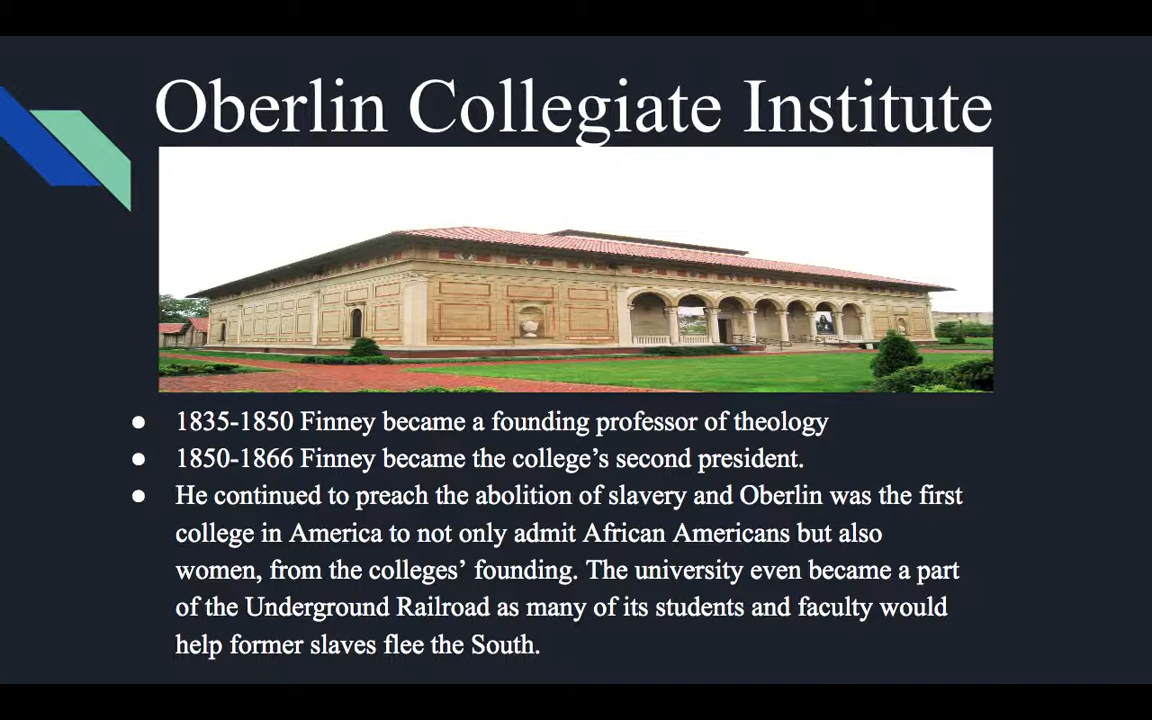 Oberlin Collegiate Institute
● 1835-1850 Finney became a founding professor of theology
● 1850-1866 Finney became the college’s second president.
● He continued to preach the abolition of slavery and Oberlin was the first
college in America to not only admit African Americans but also
women, from the colleges’ founding. The university even became a part
of the Underground Railroad as many of its students and faculty would
help former slaves flee the South.